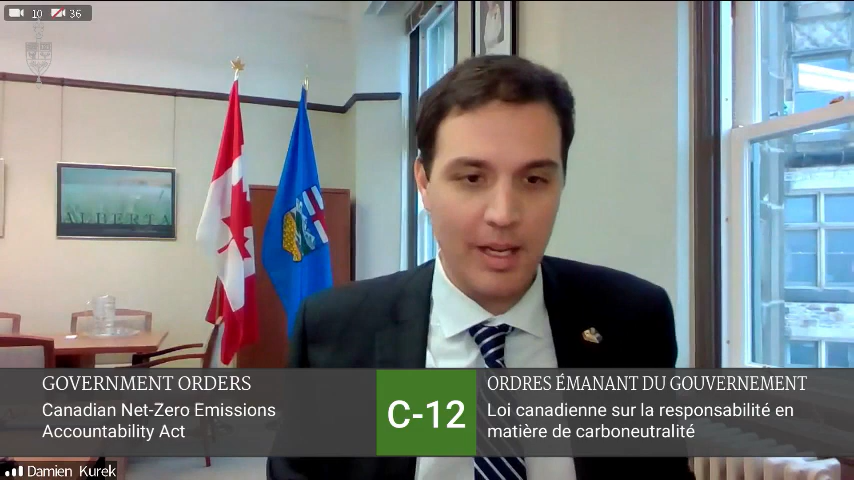 10 36
ALBERTA
GOVERNMENT ORDERS
Canadian Net-Zero Emissions
Accountability Act
C-12
ORDRES ÉMANANT DU GOUVERNEMENT
Loi canadienne sur la responsabilité en
matière de carboneutralité
Damien Kurek